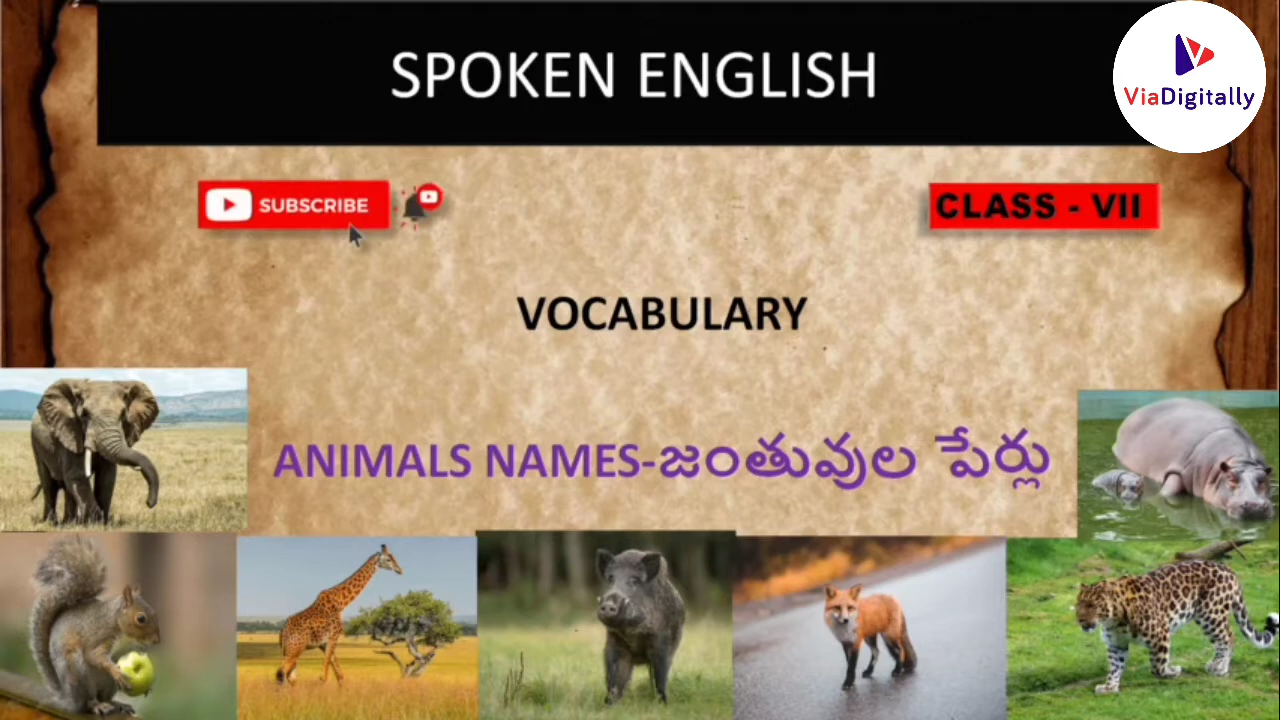 SPOKEN ENGLISH
ViaDigitally
SUBSCRIBE
CLASS - VII
VOCABULARY
ANIMALS NAMES-జంతువుల పేర్లు